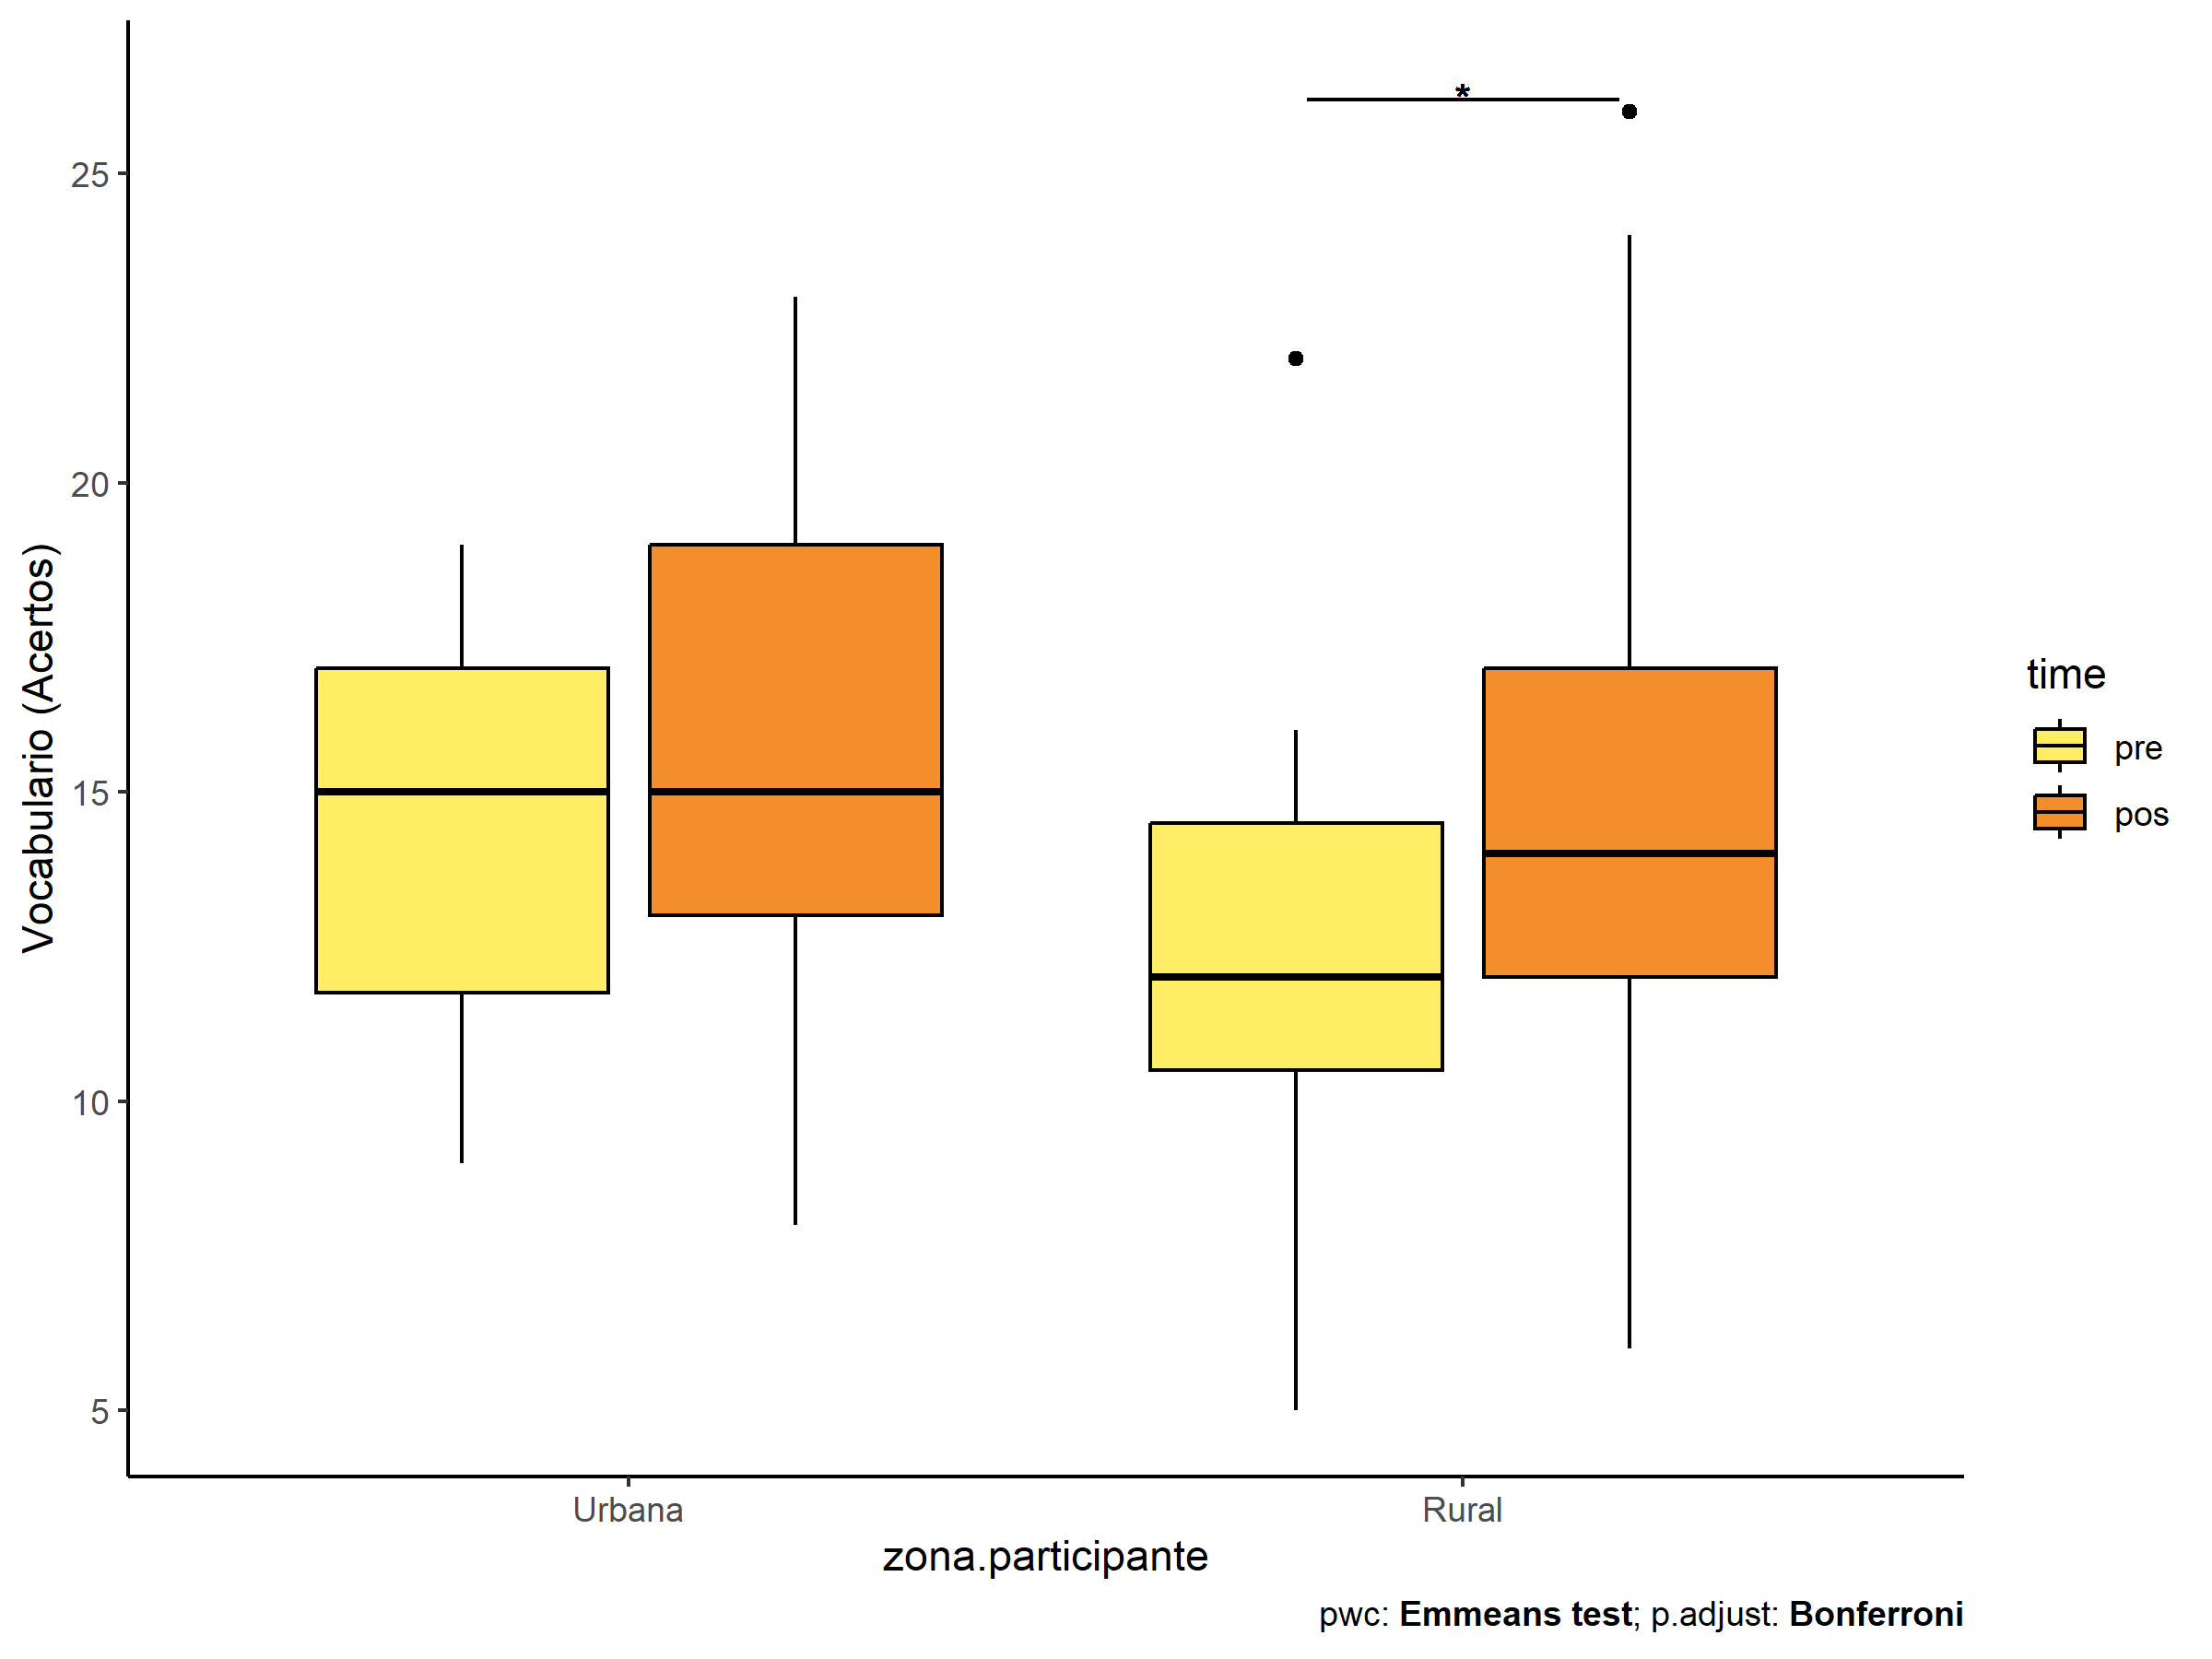 *
25
20
15
10
5
Vocabulario (Acertos)
Urbana
Rural
zona.participante
time
pre
pos
pwc: Emmeans test; p.adjust: Bonferroni